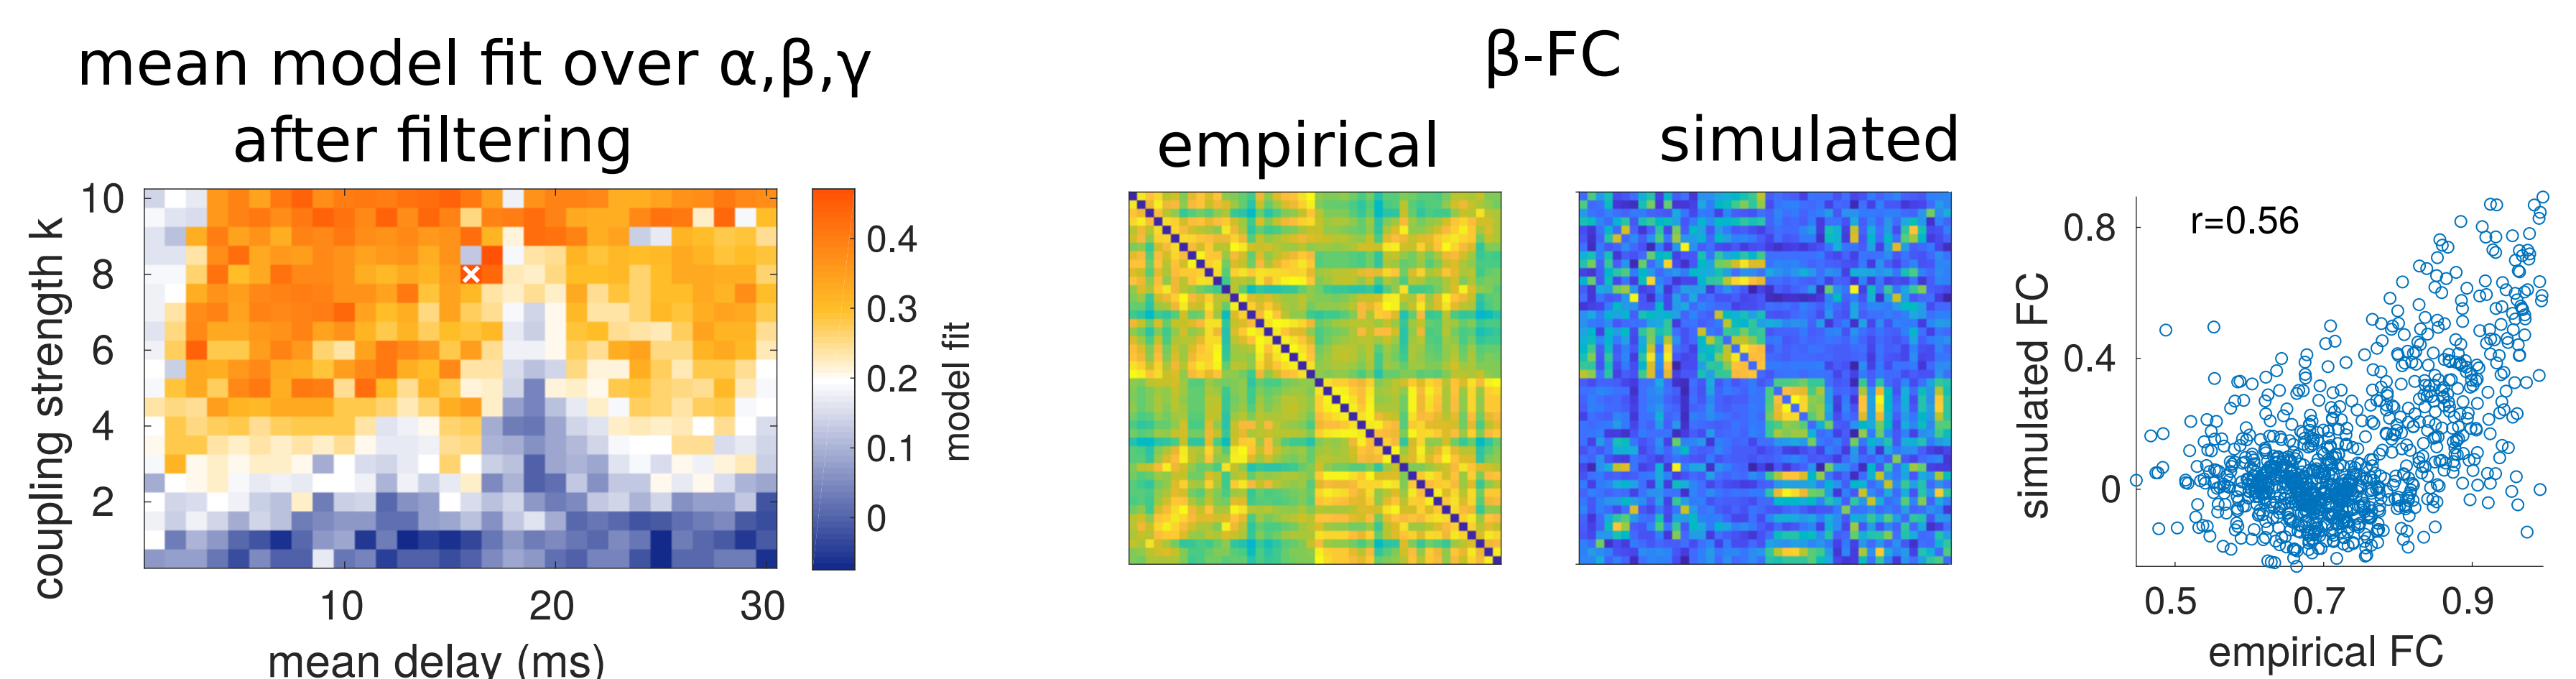 mean model fit over α,β,γ
after filtering
coupling strength k
10
8
6
4
2
10
20
30
mean delay (ms)
0.4
0.3
0.2
0.1
0
model fit
β-FC
empirical
simulated
r=0.56
simulated FC
0.8
0.4
0
0.5
0.7
0.9
empirical FC